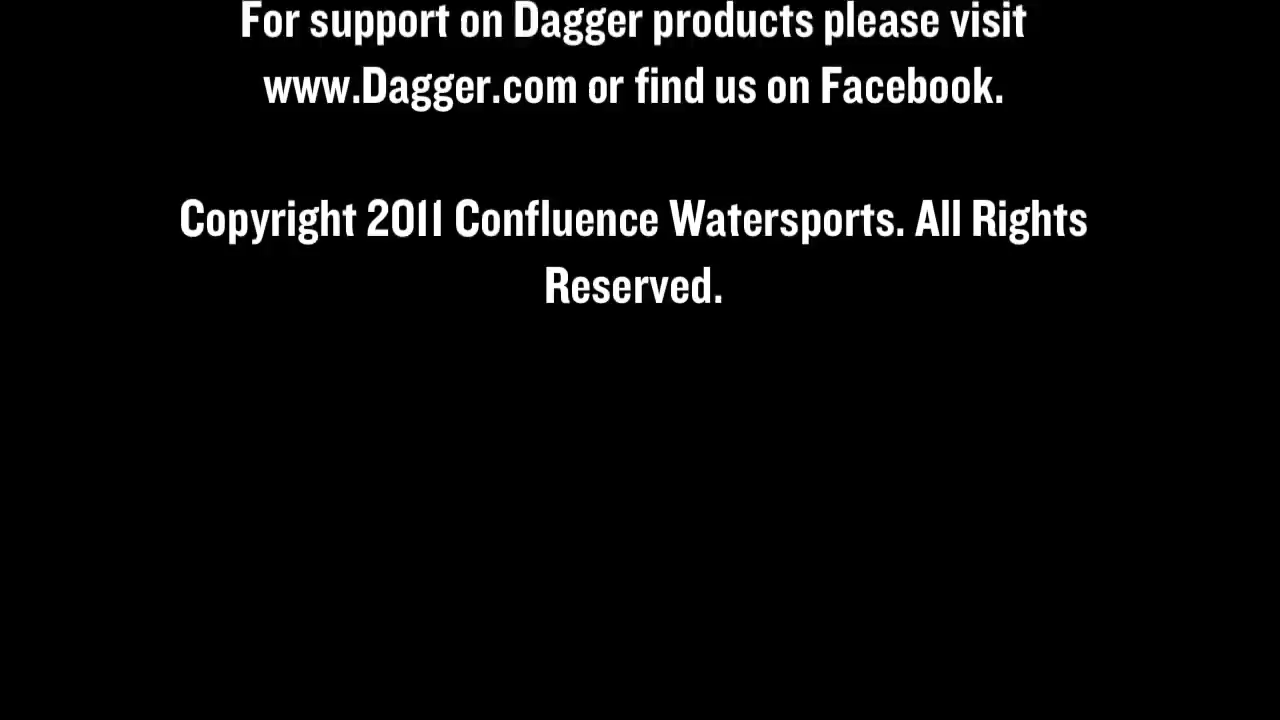 For support on Dagger products please visit
www.Dagger.com or find us on Facebook.
Copyright 2011 Confluence Watersports. All Rights
Reserved.